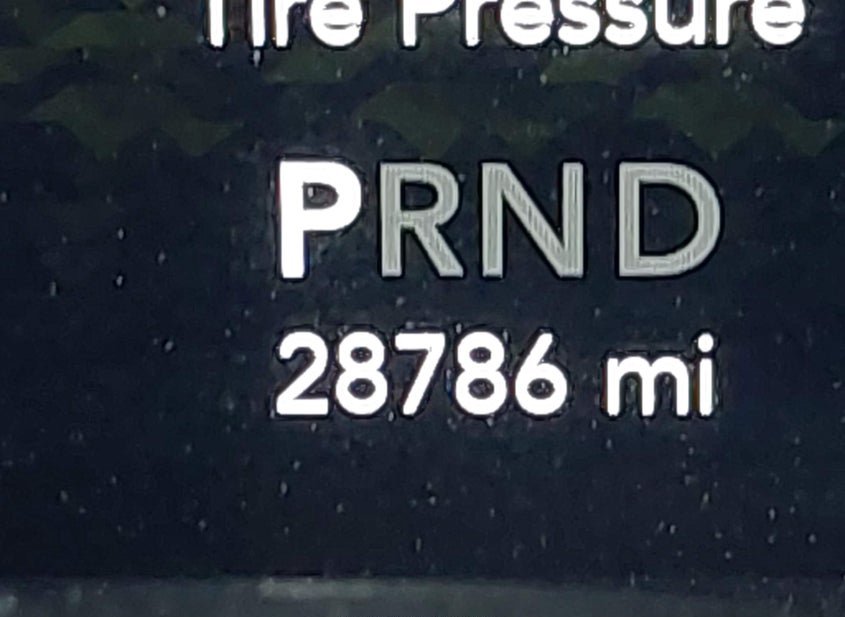 Tire Pressure
PRND
28786 mi